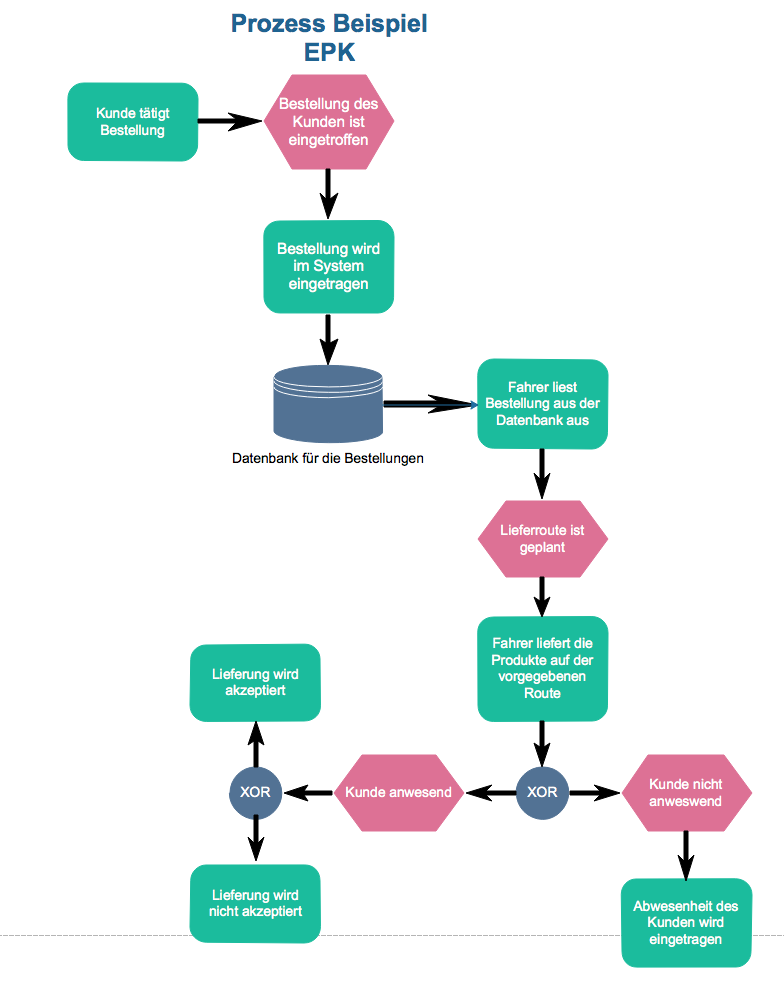 Prozess Beispiel
EPK
Kunde tätigt
Bestellung
Bestellung des
Kunden ist
eingetroffen
Bestellung wird
im System
eingetragen
Datenbank für die Bestellungen
Fahrer liest
Bestellung aus der
Datenbank aus
Lieferroute ist
geplant
Fahrer liefert die
Produkte auf der
vorgegebenen
Route
Lieferung wird
akzeptiert
XOR
Kunde anwesend
XOR
Kunde nicht
anweswend
Lieferung wird
nicht akzeptiert
Abwesenheit des
Kunden wird
eingetragen